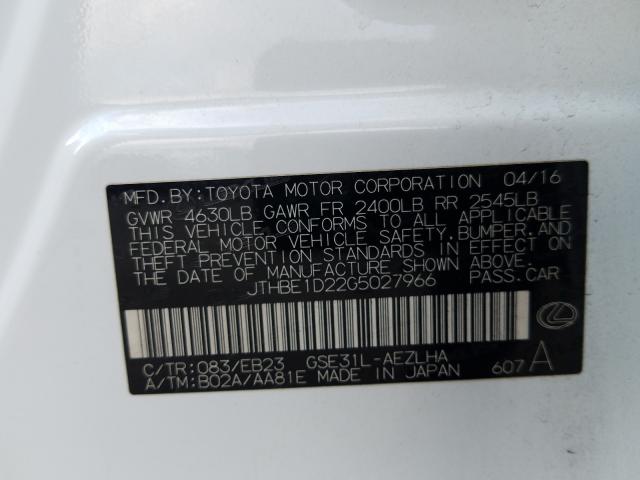 MFD.BY:TOYOTA MOTOR CORPORATION 04/16
GVWR 4630LB GAWR FR 2400LB RR 2545LB
THIS VEHICLE CONFORMS TO ALL APPLICABLE
FEDERAL MOTOR VEHICLE SAFETY,BUMPER,AND
THEFT PREVENTION STANDARDS IN EFFECT ON
THE DATE OF MANUFACTURE SHOWN ABOVE.
JTHBE1D22G5027966 PASS.CAR
C/TR:083/EB23 GSE31L-AEZLHA
A/TM:B02A/AA81E MADE IN JAPAN 607 A